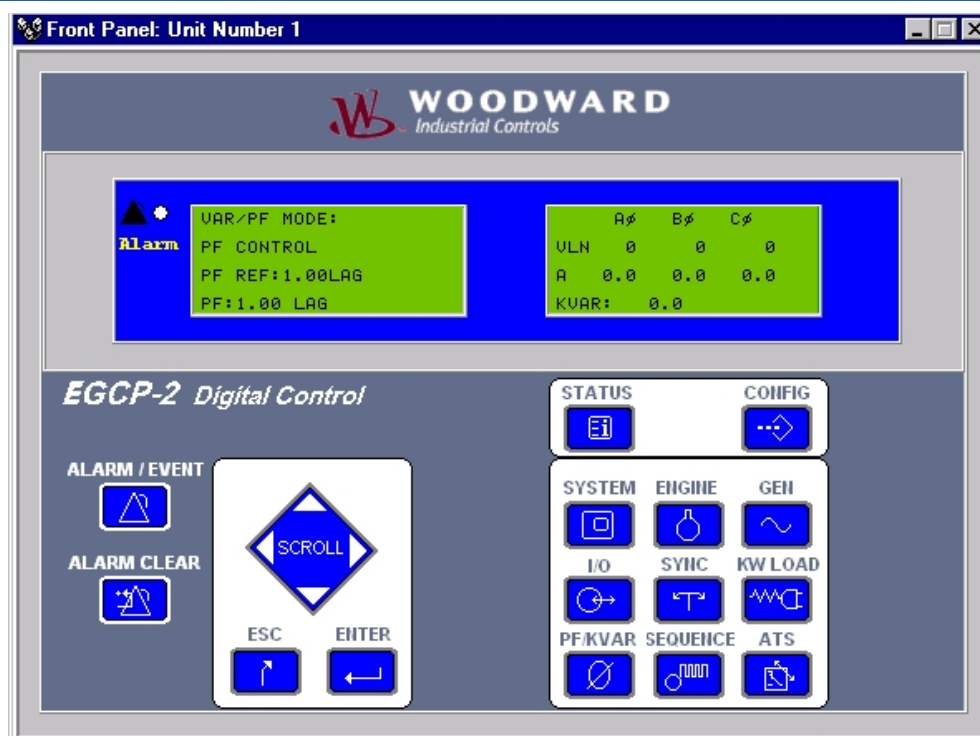 Front Panel: Unit Number 1
WOODWARD
Industrial Controls
Alarm
VAR/PF MODE:
PF CONTROL
PF REF:1.00LAG
PF:1.00 LAG
AØ BØ CØ
VLN 0 0 0
A 0.0 0.0 0.0
KVAR: 0.0
EGCP-2 Digital Control
STATUS CONFIG
ALARM / EVENT
ALARM CLEAR
SCROLL
ESC ENTER
SYSTEM ENGINE GEN
I/O SYNC KW LOAD
PF/KVAR SEQUENCE ATS